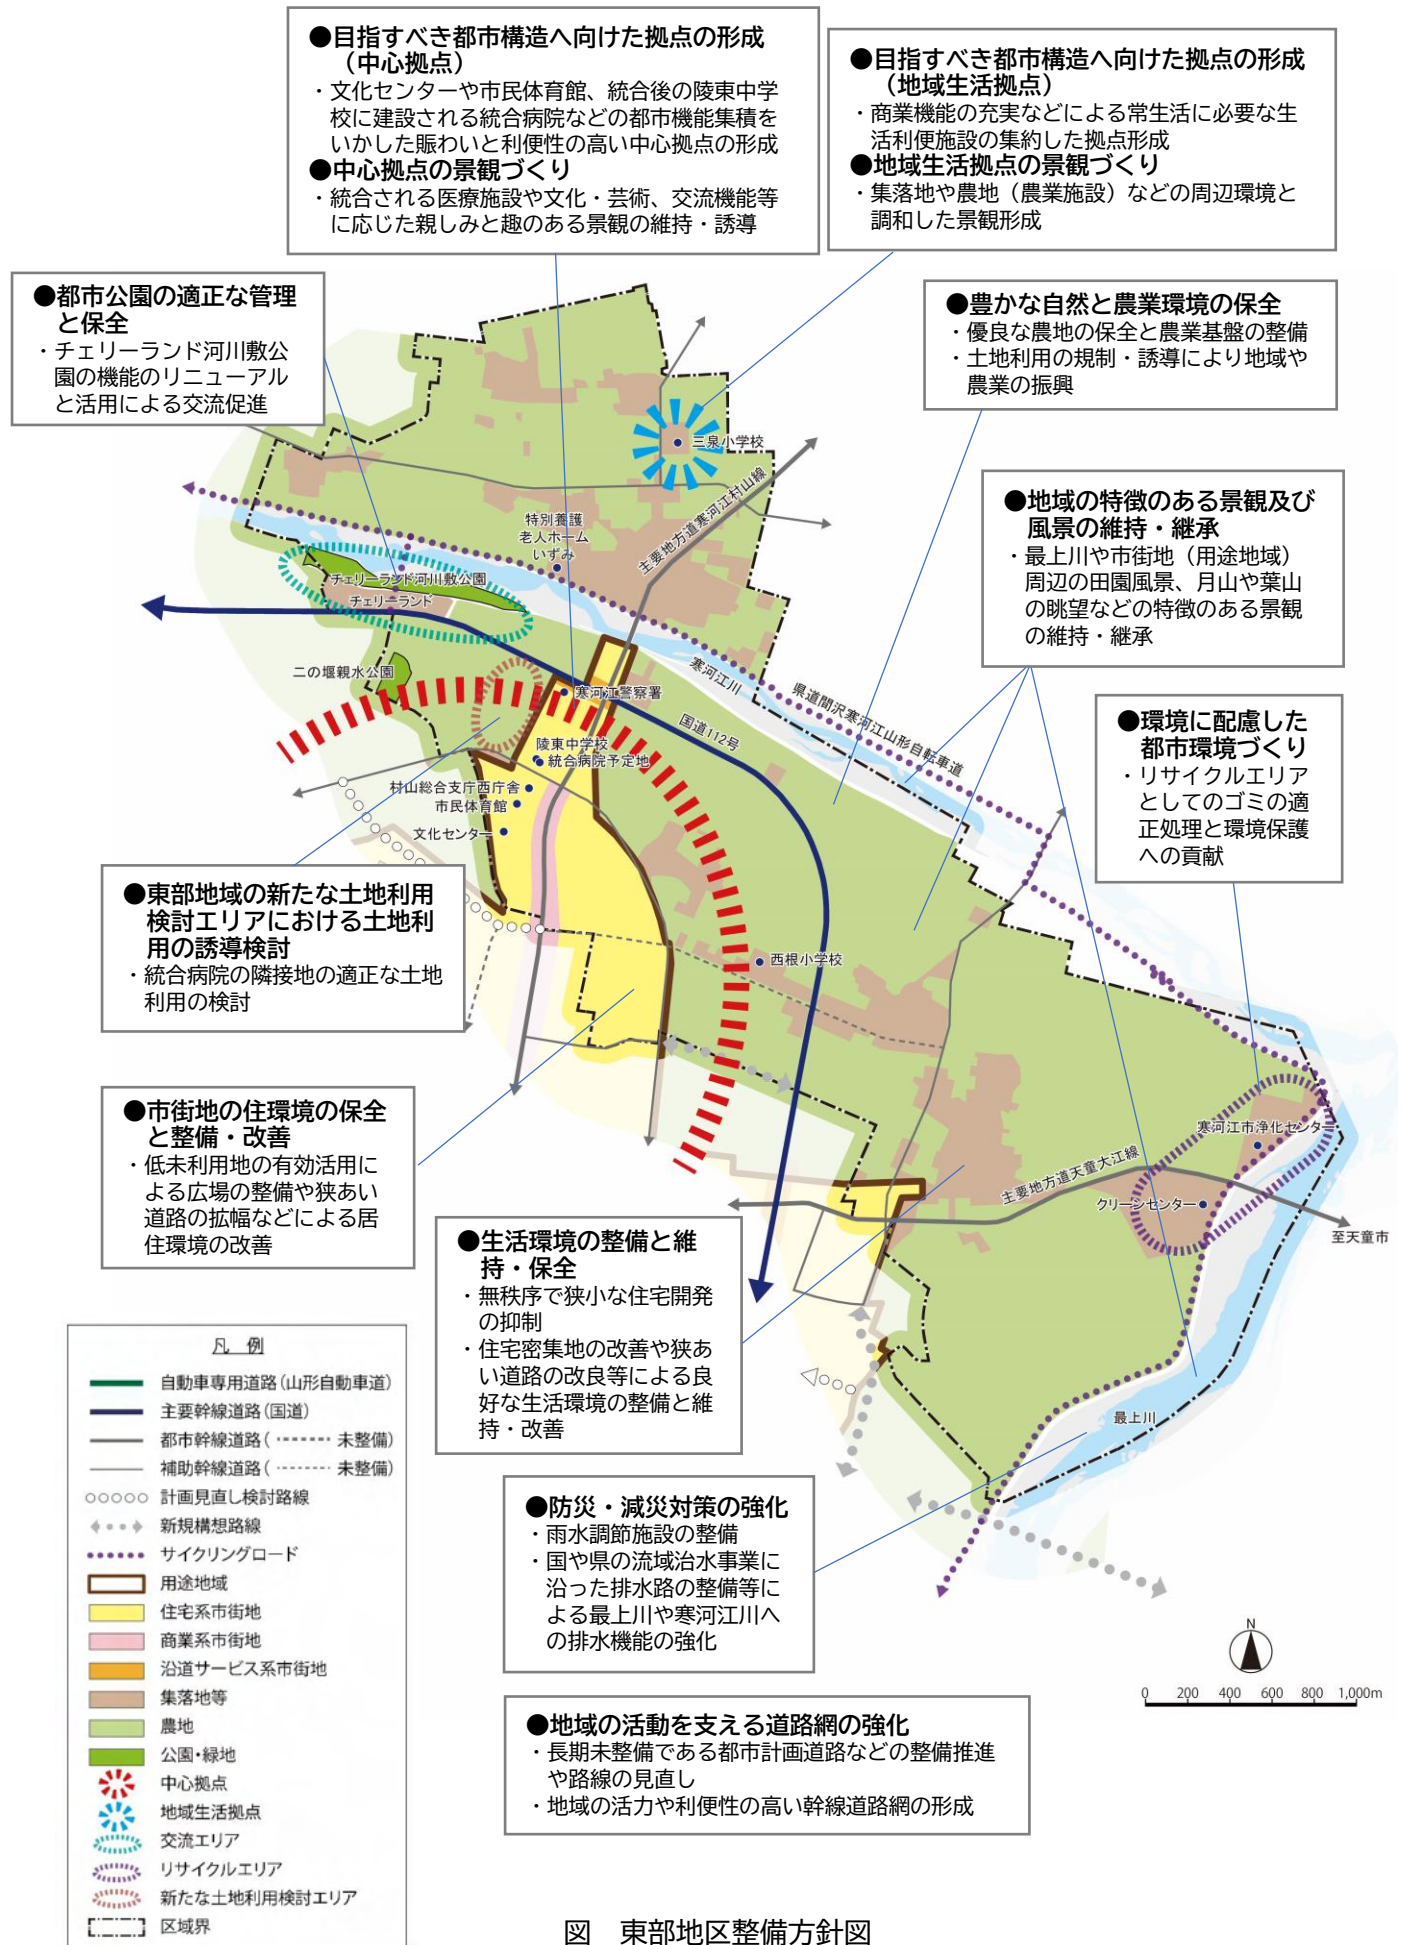 ●目指すべき都市構造へ向けた拠点の形成
（中心拠点）
・文化センターや市民体育館、統合後の陵東中学
校に建設される統合病院などの都市機能集積を
いかした賑わいと利便性の高い中心拠点の形成
●中心拠点の景観づくり
・統合される医療施設や文化・芸術、交流機能等
に応じた親しみと趣のある景観の維持・誘導
●目指すべき都市構造へ向けた拠点の形成
（地域生活拠点）
・商業機能の充実などによる常生活に必要な生
活利便施設の集約した拠点形成
●地域生活拠点の景観づくり
・集落地や農地（農業施設）などの周辺環境と
調和した景観形成
●都市公園の適正な管理
と保全
・チェリーランド河川敷公
園の機能のリニューアル
と活用による交流促進
●豊かな自然と農業環境の保全
・優良な農地の保全と農業基盤の整備
・土地利用の規制・誘導により地域や
農業の振興
●地域の特徴のある景観及び
風景の維持・継承
・最上川や市街地（用途地域）
周辺の田園風景、月山や葉山
の眺望などの特徴のある景観
の維持・継承
●環境に配慮した
都市環境づくり
・リサイクルエリア
としてのゴミの適
正処理と環境保護
への貢献
三泉小学校
主要地方道寒河江村山線
特別養護
老人ホーム
いずみ
チェリーランド河川敷公園
チェリーランド
二の堰親水公園
寒河江川
県道間沢寒河江山形自転車道
寒河江警察署
国道112号
陵東中学校
統合病院予定地
村山総合支庁西庁舎
市民体育館
文化センター
西根小学校
●東部地域の新たな土地利用
検討エリアにおける土地利
用の誘導検討
・統合病院の隣接地の適正な土地
利用の検討
●市街地の住環境の保全
と整備・改善
・低未利用地の有効活用に
よる広場の整備や狭あい
道路の拡幅などによる居
住環境の改善
寒河江市浄化センター
主要地方道天童大江線
クリーンセンター
至天童市
最上川
●生活環境の整備と維
持・保全
・無秩序で狭小な住宅開発
の抑制
・住宅密集地の改善や狭あ
い道路の改良等による良
好な生活環境の整備と維
持・改善
●防災・減災対策の強化
・雨水調節施設の整備
・国や県の流域治水事業に
沿った排水路の整備等に
よる最上川や寒河江川へ
の排水機能の強化
●地域の活動を支える道路網の強化
・長期未整備である都市計画道路などの整備推進
や路線の見直し
・地域の活力や利便性の高い幹線道路網の形成
凡 例
自動車専用道路（山形自動車道）
主要幹線道路（国道）
都市幹線道路（ 未整備）
補助幹線道路（ 未整備）
計画見直し検討路線
新規構想路線
サイクリングロード
用途地域
住宅系市街地
商業系市街地
沿道サービス系市街地
集落地等
農地
公園・緑地
中心拠点
地域生活拠点
交流エリア
リサイクルエリア
新たな土地利用検討エリア
区域界
N
0 200 400 600 800 1,000m
図 東部地区整備方針図